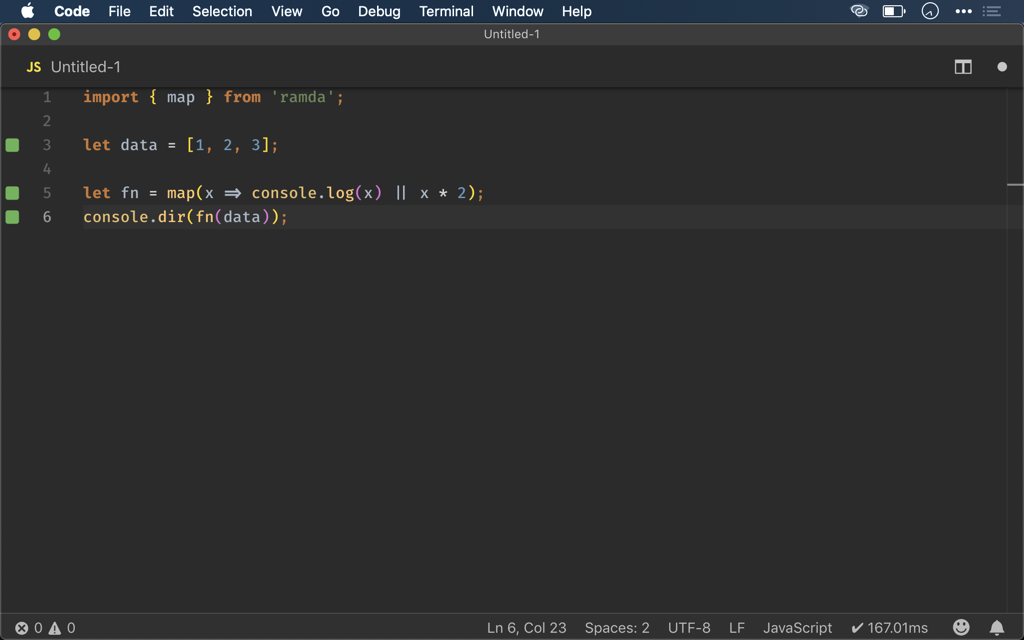 Code File Edit Selection View Go Debug Terminal Window Help
Untitled-1
JS Untitled-1
1 import { map } from 'ramda';
2
3 let data = [1, 2, 3];
4
5 let fn = map(x => console.log(x) || x * 2);
6 console.dir(fn(data));
0 0 Ln 6, Col 23 Spaces: 2 UTF-8 LF JavaScript ✔ 167.01ms